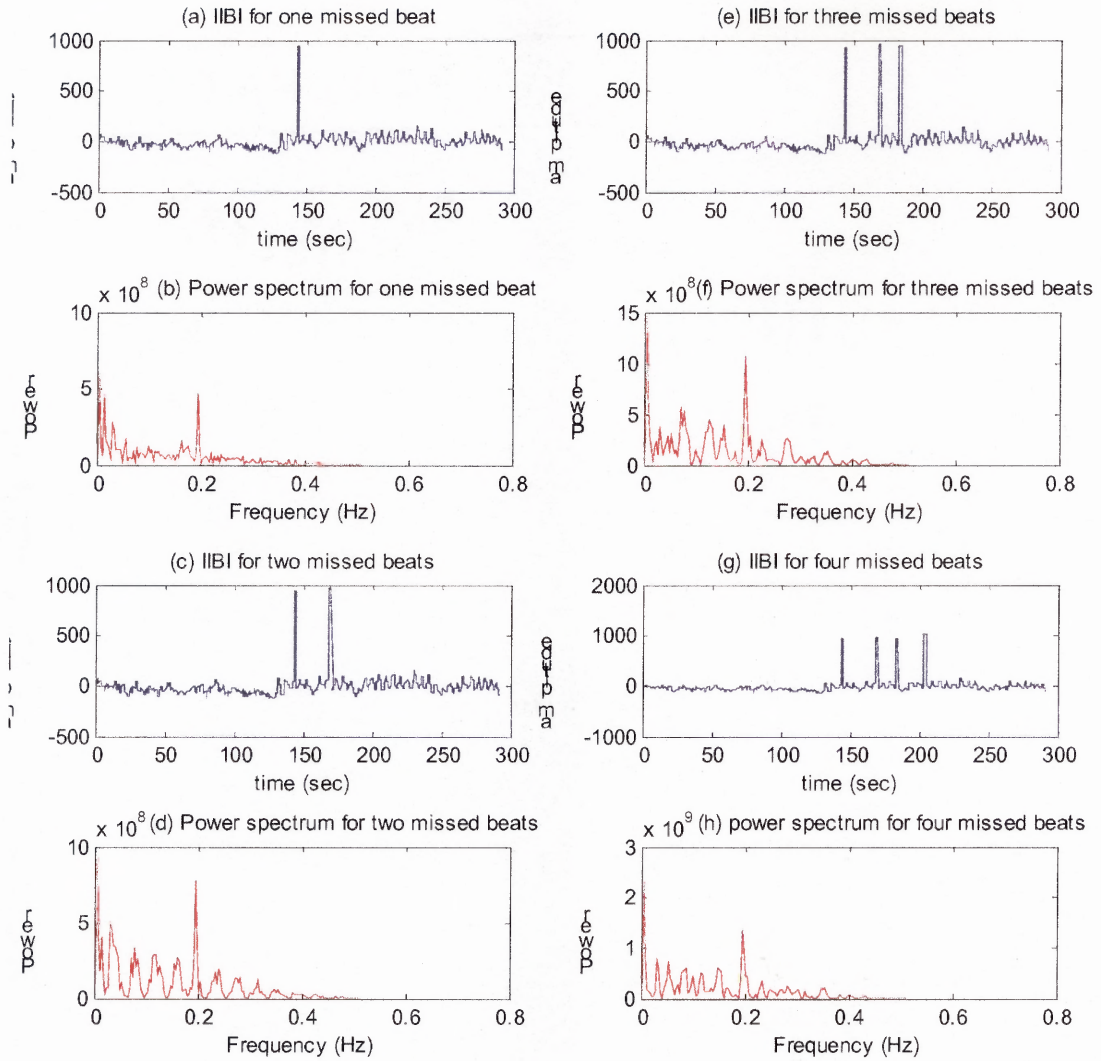 (a) IIBI for one missed beat
1000
500
0
-500
0 50 100 150 200 250 300
time (sec)
x 10^8 (b) Power spectrum for one missed beat
10
5
0
Power
0 0.2 0.4 0.6 0.8
Frequency (Hz)
(c) IIBI for two missed beats
1000
500
0
-500
0 50 100 150 200 250 300
time (sec)
x 10^8 (d) Power spectrum for two missed beats
10
5
0
Power
0 0.2 0.4 0.6 0.8
Frequency (Hz)
(e) IIBI for three missed beats
1000
500
0
-500
0 50 100 150 200 250 300
time (sec)
x 10^8 (f) Power spectrum for three missed beats
15
10
5
0
Power
0 0.2 0.4 0.6 0.8
Frequency (Hz)
(g) IIBI for four missed beats
2000
1000
0
-1000
0 50 100 150 200 250 300
time (sec)
x 10^9 (h) power spectrum for four missed beats
3
2
1
0
Power
0 0.2 0.4 0.6 0.8
Frequency (Hz)